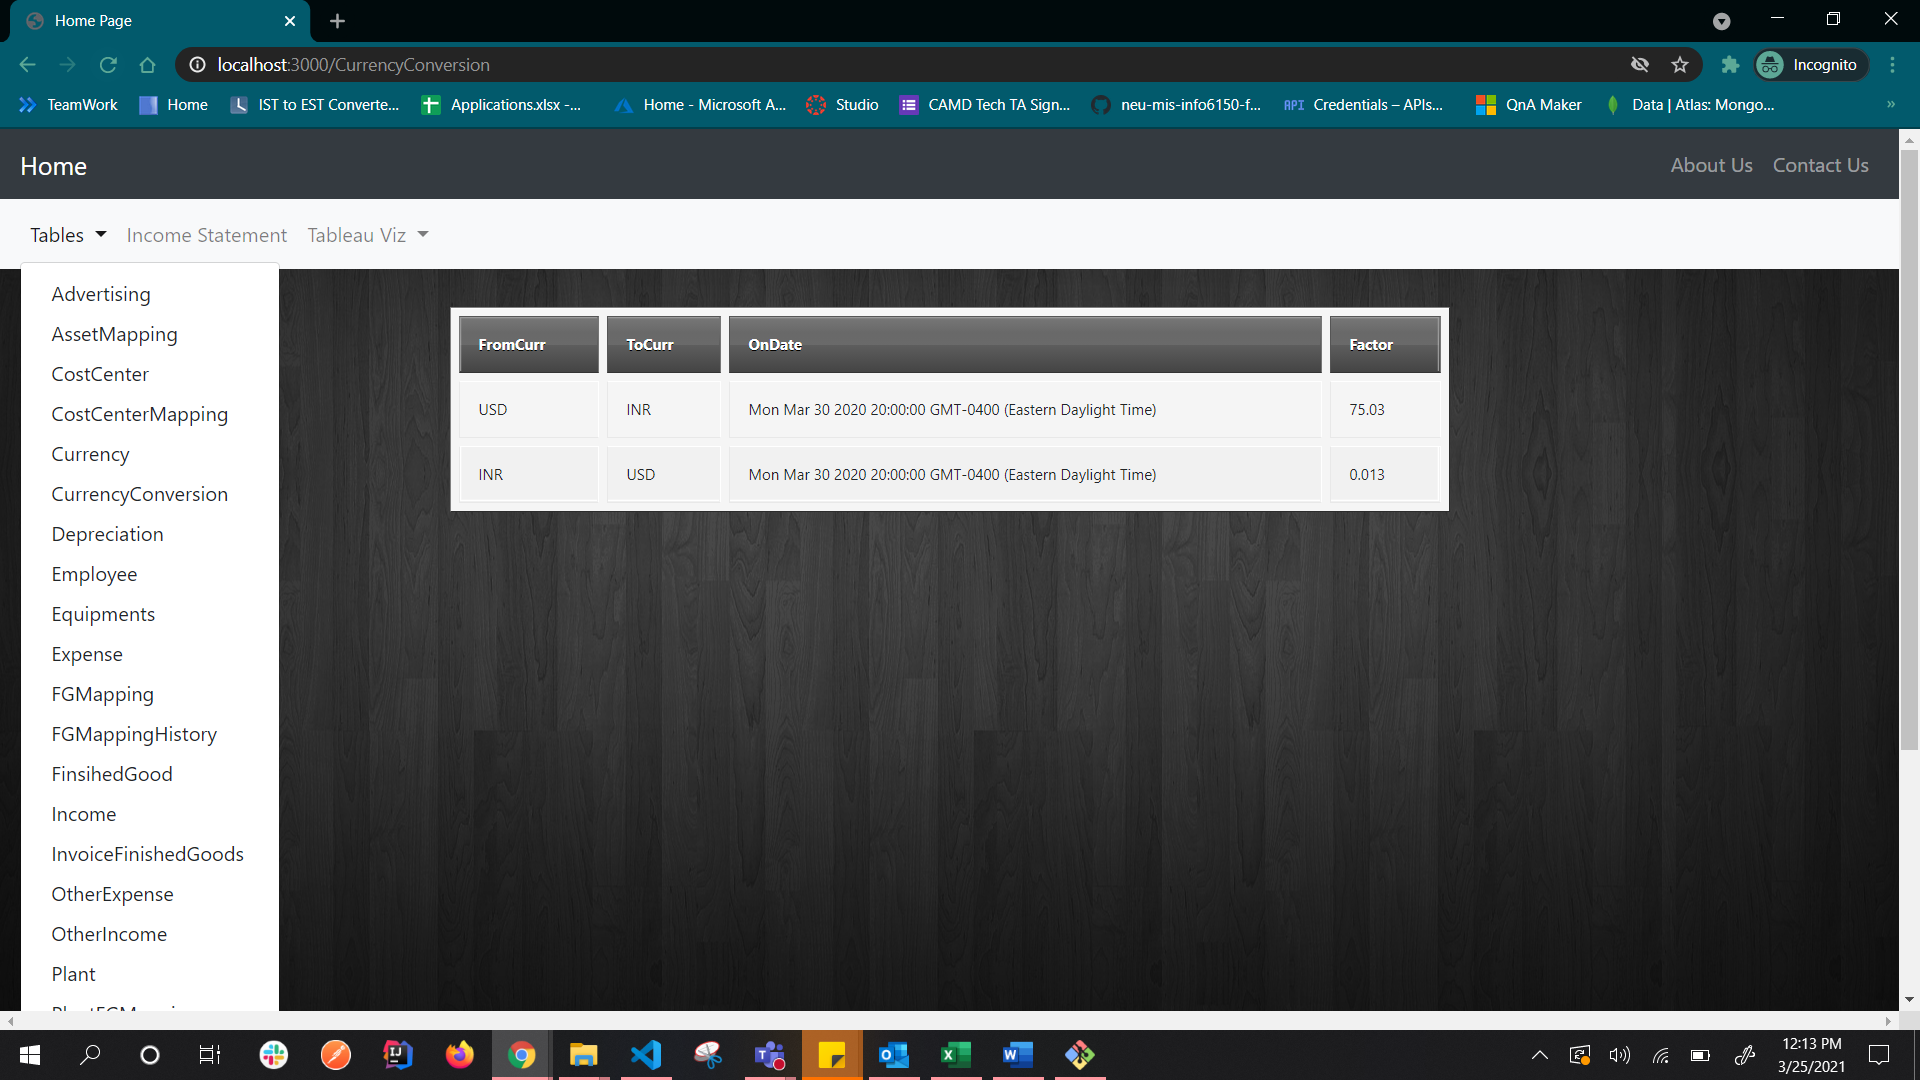 Home Page
localhost:3000/CurrencyConversion
Incognito
TeamWork
Home
IST to EST Converte...
Applications.xlsx -...
Home - Microsoft A...
Studio
CAMD Tech TA Sign...
neu-mis-info6150-f...
API Credentials – APIs...
QnA Maker
Data | Atlas: Mongo...
»
Home
About Us
Contact Us
Tables
Income Statement
Tableau Viz
Advertising
AssetMapping
CostCenter
CostCenterMapping
Currency
CurrencyConversion
Depreciation
Employee
Equipments
Expense
FGMapping
FGMappingHistory
FinsihedGood
Income
InvoiceFinishedGoods
OtherExpense
OtherIncome
Plant
FromCurr ToCurr OnDate Factor
USD INR Mon Mar 30 2020 20:00:00 GMT-0400 (Eastern Daylight Time) 75.03
INR USD Mon Mar 30 2020 20:00:00 GMT-0400 (Eastern Daylight Time) 0.013
12:13 PM
3/25/2021